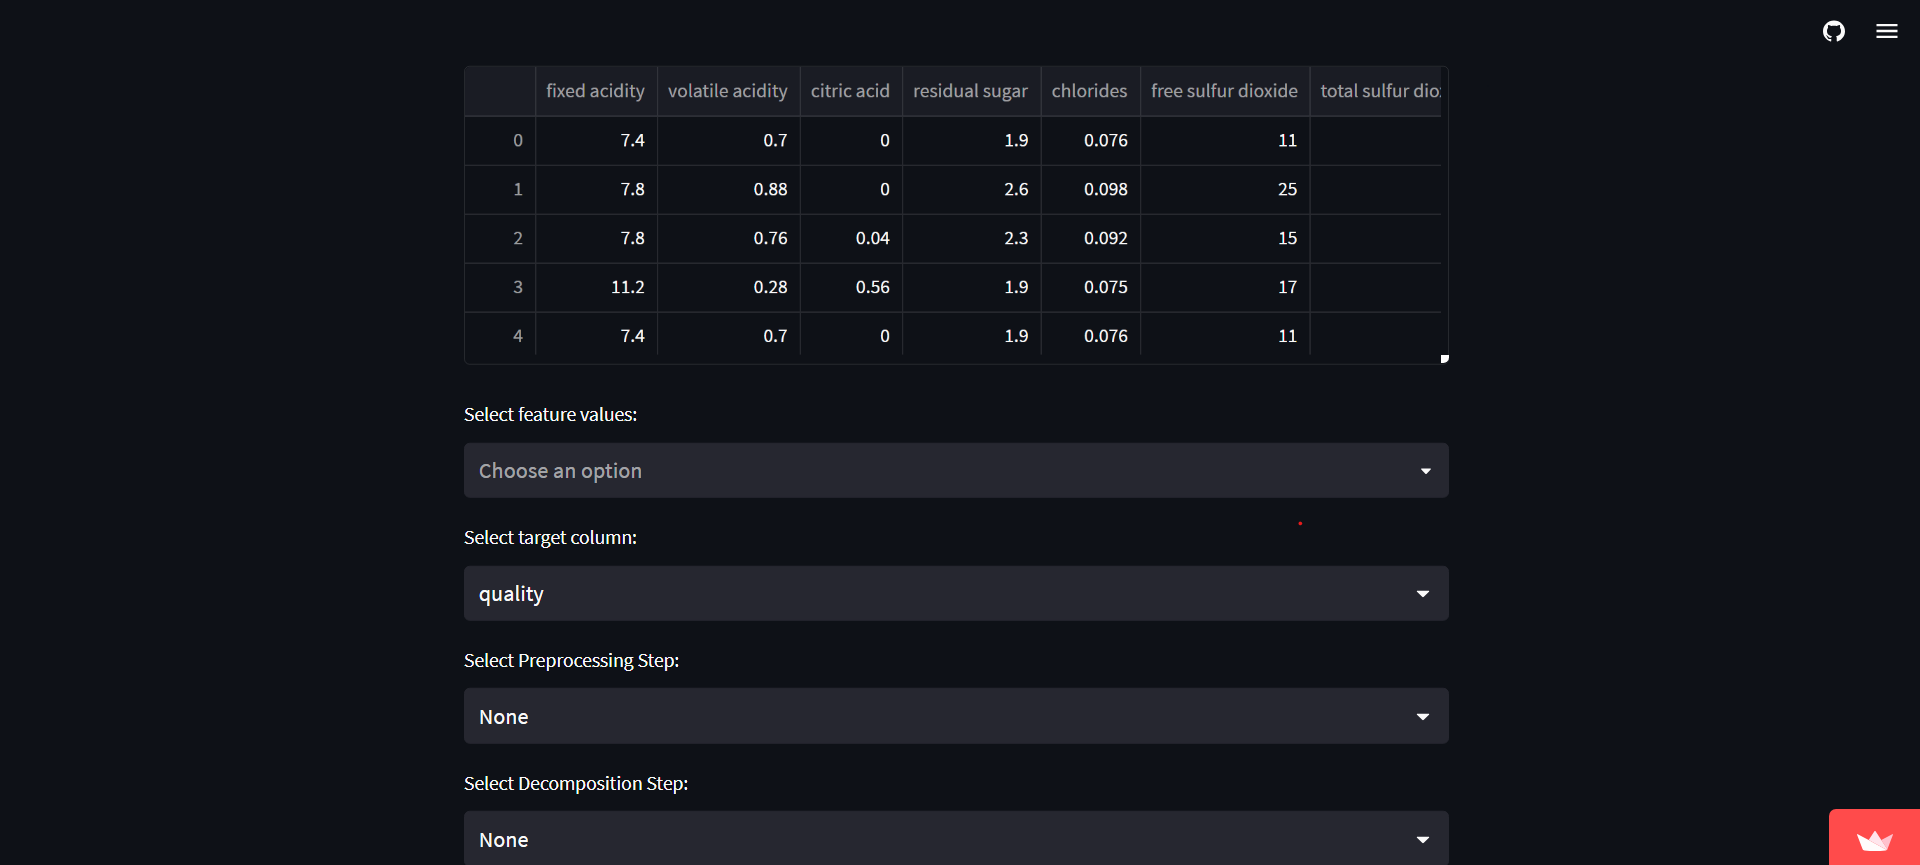 fixed acidity volatile acidity citric acid residual sugar chlorides free sulfur dioxide total sulfur dio
0 7.4 0.7 0 1.9 0.076 11
1 7.8 0.88 0 2.6 0.098 25
2 7.8 0.76 0.04 2.3 0.092 15
3 11.2 0.28 0.56 1.9 0.075 17
4 7.4 0.7 0 1.9 0.076 11
Select feature values:
Choose an option
Select target column:
quality
Select Preprocessing Step:
None
Select Decomposition Step:
None